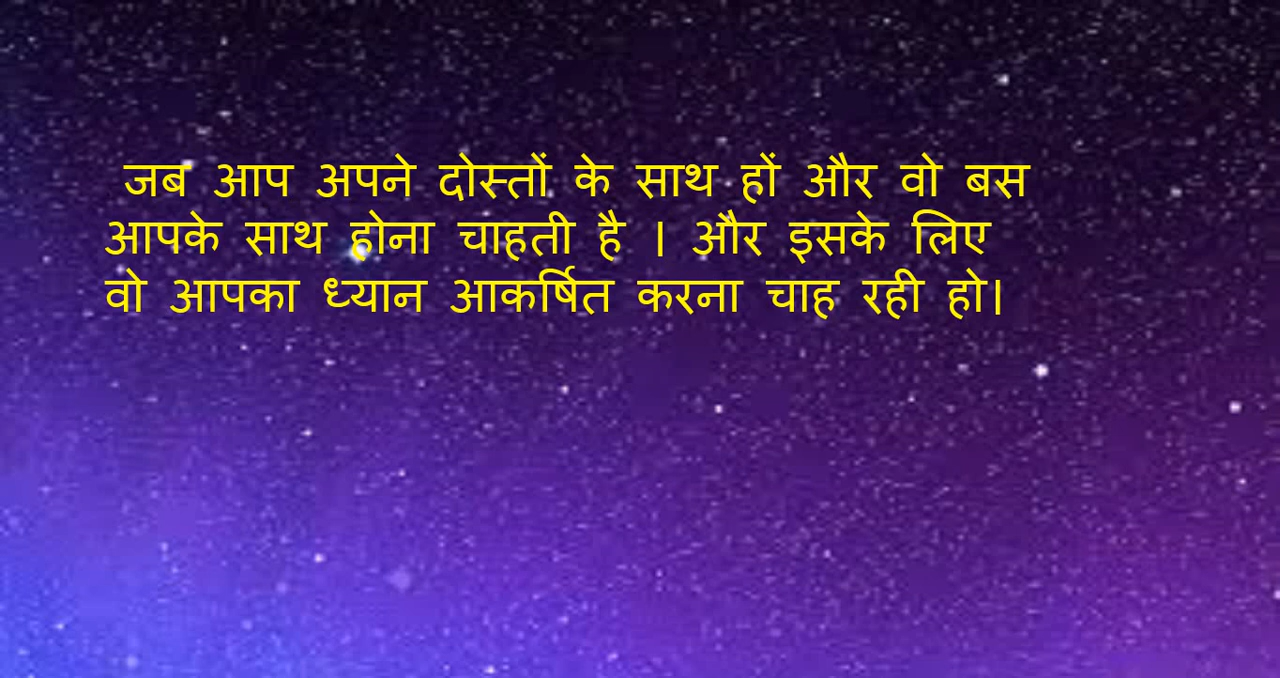 जब आप अपने दोस्तों के साथ हों और वो बस
आपके साथ होना चाहती है । और इसके लिए
वो आपका ध्यान आकर्षित करना चाह रही हो।